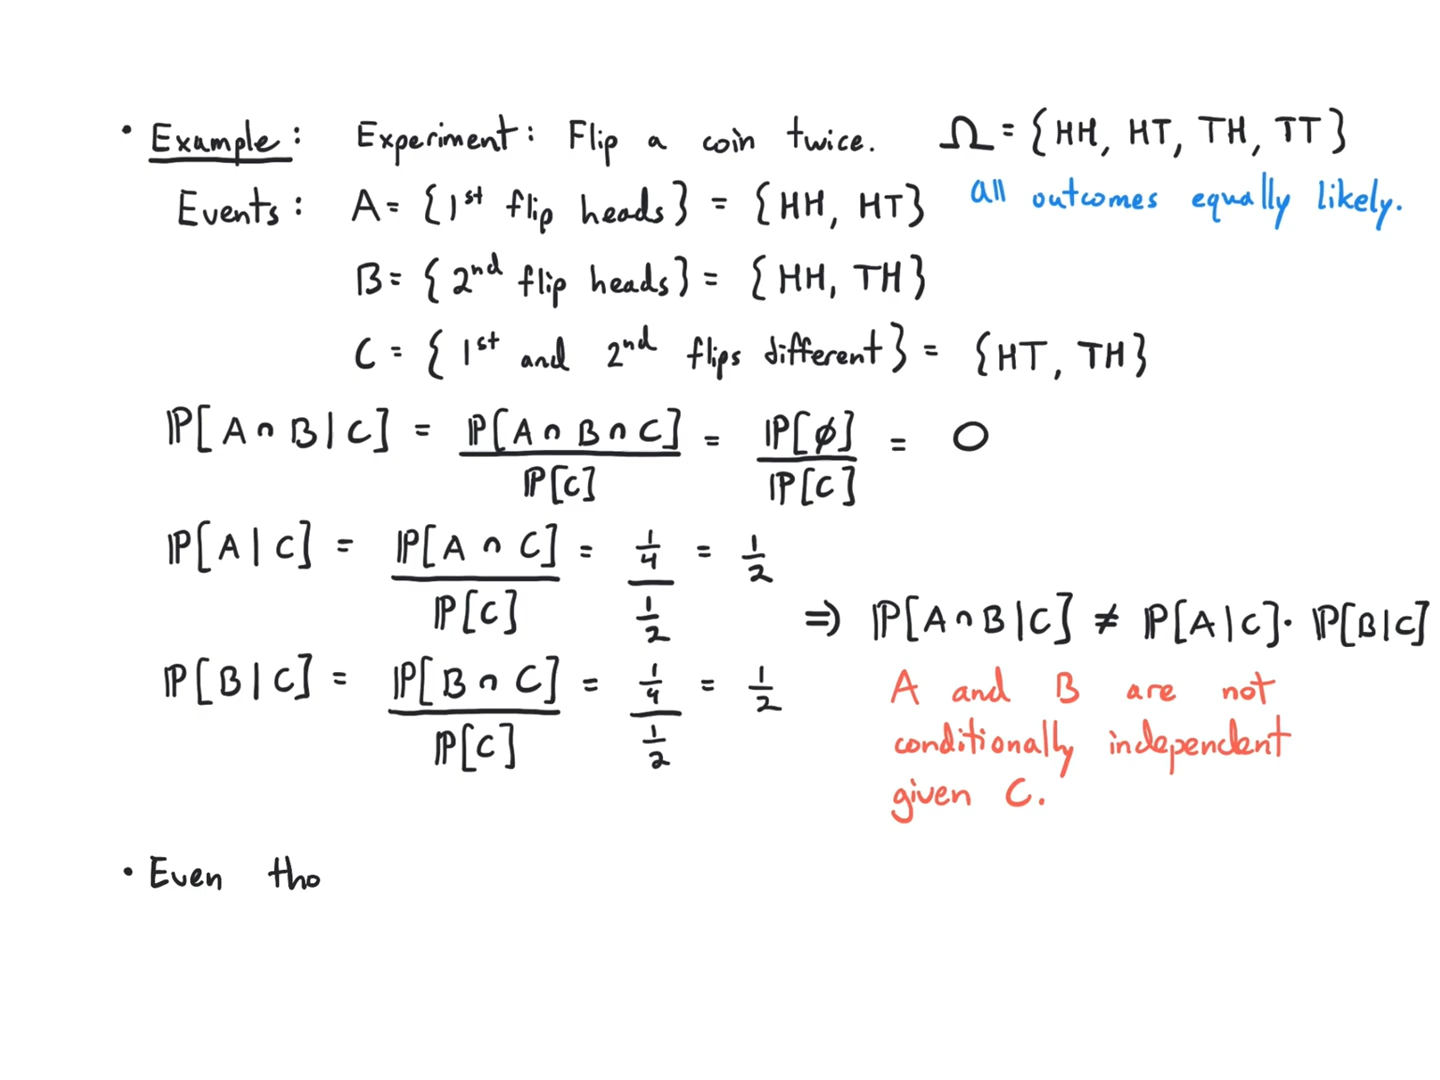 • Example: Experiment: Flip a coin twice. Ω = {HH, HT, TH, TT}
Events: A = {1st flip heads} = {HH, HT} all outcomes equally likely.
B = {2nd flip heads} = {HH, TH}
C = {1st and 2nd flips different} = {HT, TH}
ℙ[A ∩ B | C] = ℙ[A ∩ B ∩ C] / ℙ[C] = ℙ[∅] / ℙ[C] = 0
ℙ[A | C] = ℙ[A ∩ C] / ℙ[C] = (1/4) / (1/2) = 1/2
⇒ ℙ[A ∩ B | C] ≠ ℙ[A | C] · ℙ[B | C]
ℙ[B | C] = ℙ[B ∩ C] / ℙ[C] = (1/4) / (1/2) = 1/2
A and B are not
conditionally independent
given C.
• Even tho